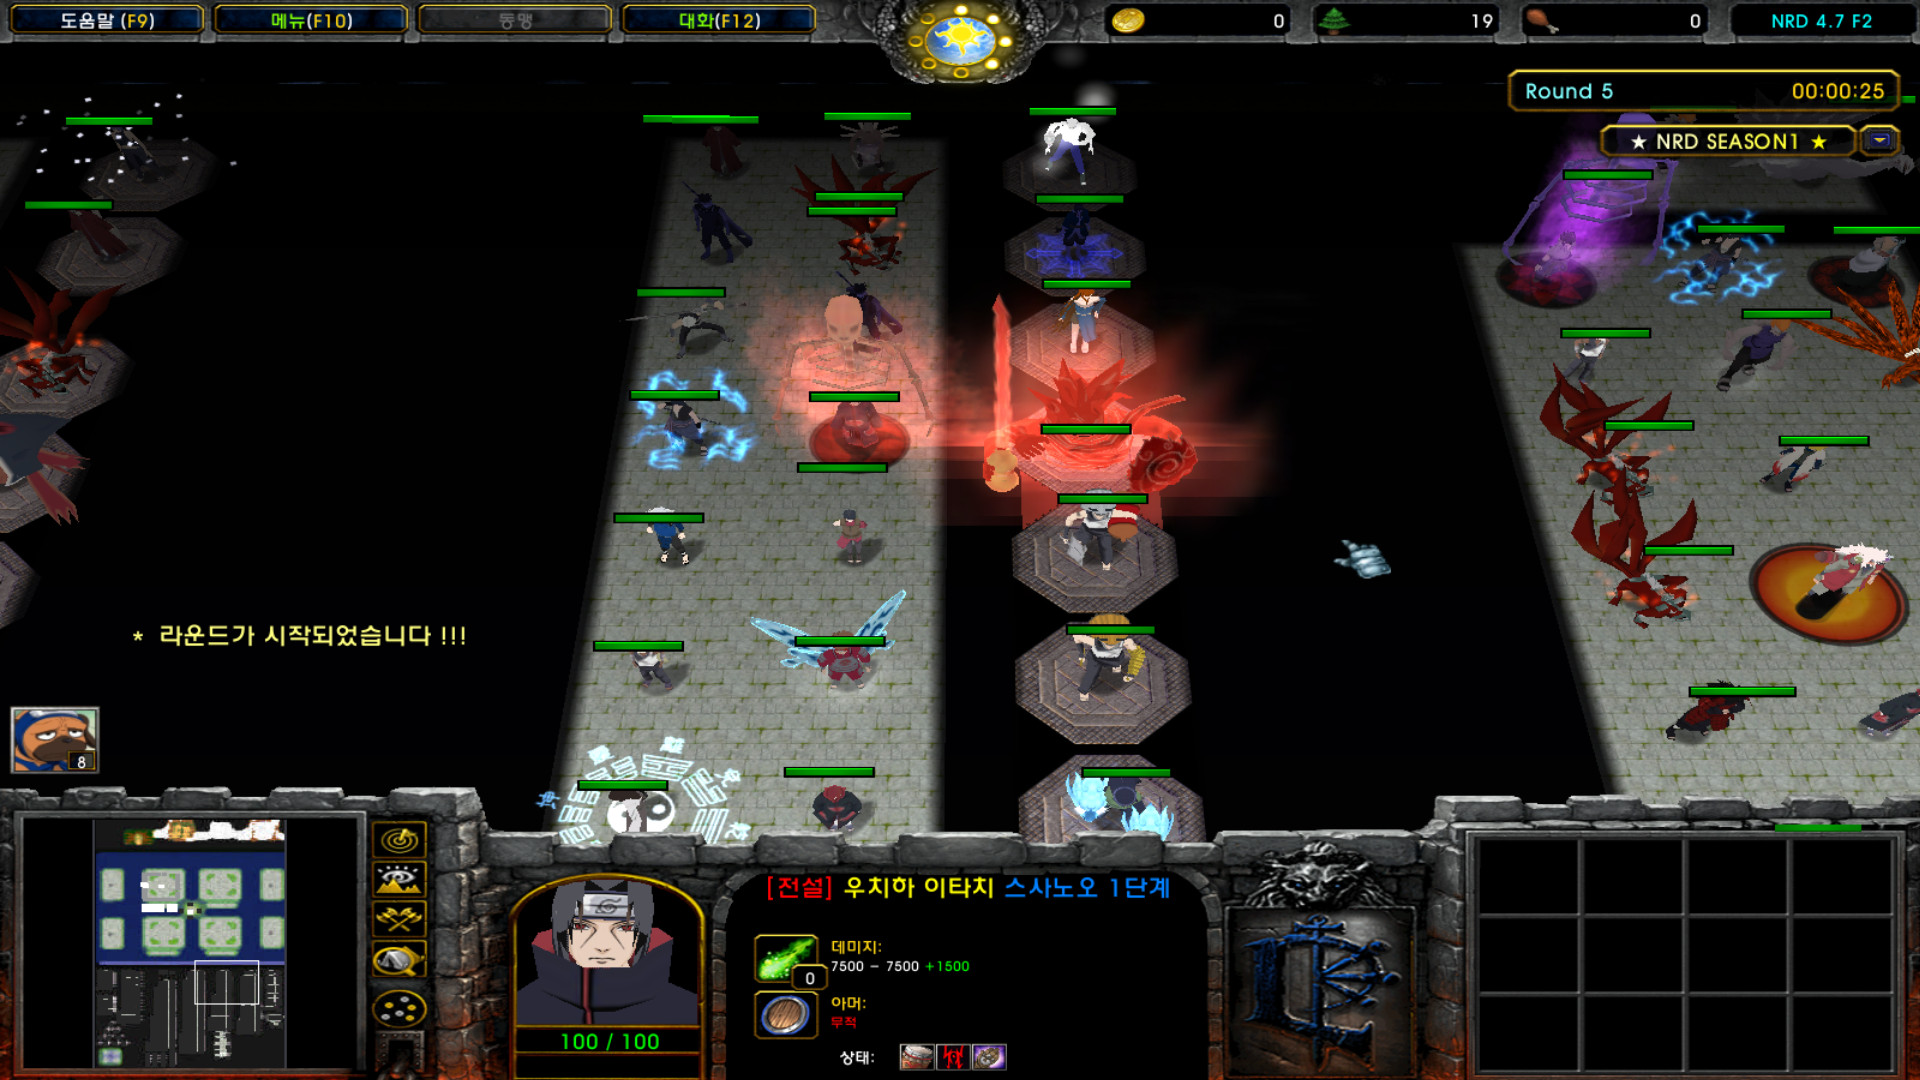 도움말 (F9) 메뉴(F10) 동맹 대화(F12) 0 19 0 NRD 4.7 F2
Round 5 00:00:25
★ NRD SEASON1 ★
* 라운드가 시작되었습니다 !!!
8
[전설] 우치하 이타치 스사노오 1단계
데미지:
7500 - 7500 +1500
0
아머:
무적
100 / 100
상태: